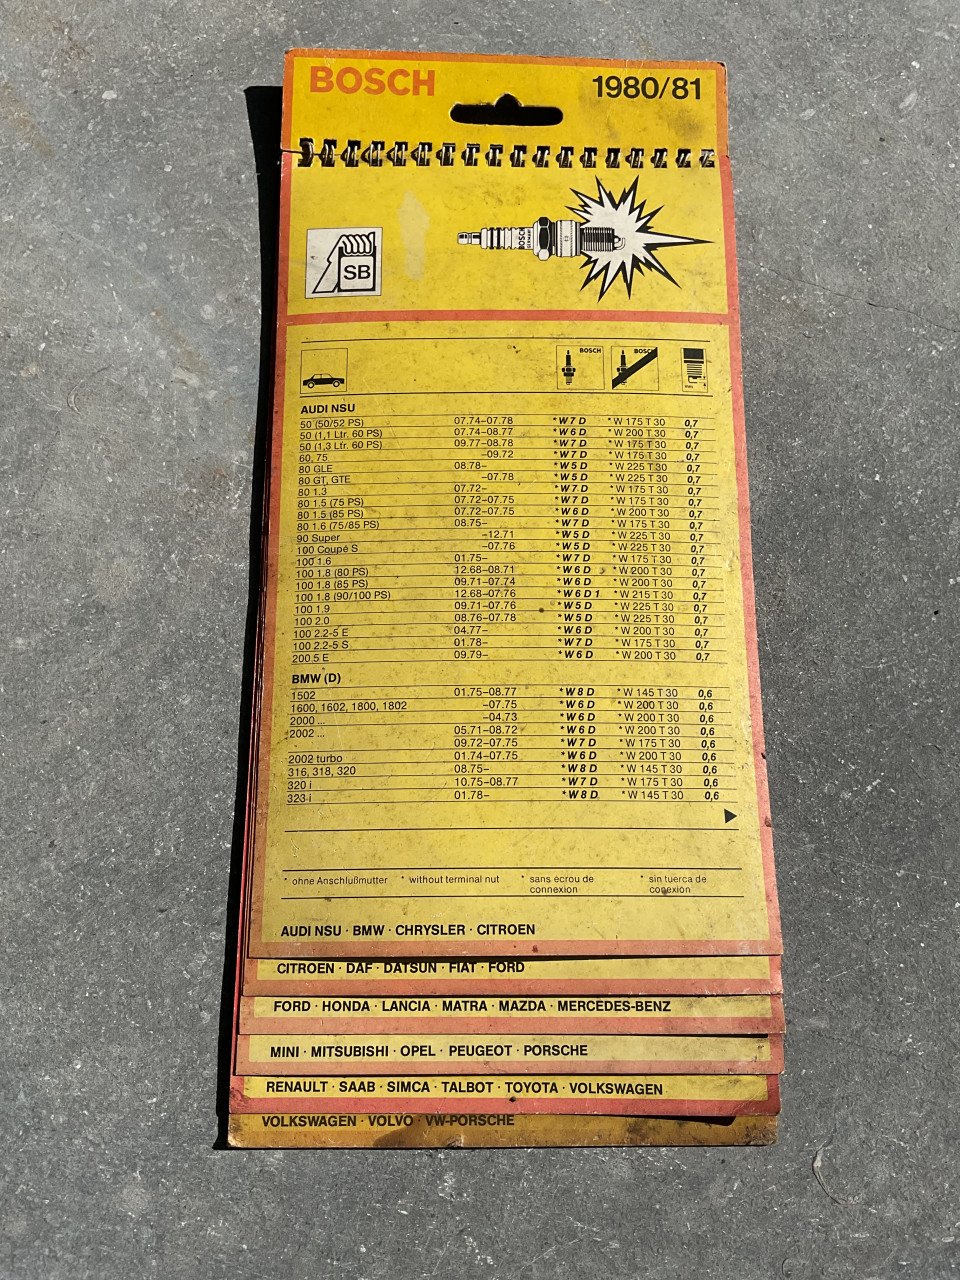 BOSCH 1980/81
BOSCH GERMANY
SB
BOSCH BOSCH
mm
AUDI NSU
50 (50/52 PS) 07.74–07.78 * W 7 D * W 175 T 30 0,7
50 (1,1 Ltr. 60 PS) 07.74–08.77 * W 6 D * W 200 T 30 0,7
50 (1,3 Ltr. 60 PS) 09.77–08.78 * W 7 D * W 175 T 30 0,7
60, 75 –09.72 * W 7 D * W 175 T 30 0,7
80 GLE 08.78– * W 5 D * W 225 T 30 0,7
80 GT, GTE –07.78 * W 5 D * W 225 T 30 0,7
80 1.3 07.72– * W 7 D * W 175 T 30 0,7
80 1.5 (75 PS) 07.72–07.75 * W 7 D * W 175 T 30 0,7
80 1.5 (85 PS) 07.72–07.75 * W 6 D * W 200 T 30 0,7
80 1.6 (75/85 PS) 08.75– * W 7 D * W 175 T 30 0,7
90 Super –12.71 * W 5 D * W 225 T 30 0,7
100 Coupé S –07.76 * W 5 D * W 225 T 30 0,7
100 1.6 01.75– * W 7 D * W 175 T 30 0,7
100 1.8 (80 PS) 12.68–08.71 * W 6 D * W 200 T 30 0,7
100 1.8 (85 PS) 09.71–07.74 * W 6 D * W 200 T 30 0,7
100 1.8 (90/100 PS) 12.68–07.76 * W 6 D 1 * W 215 T 30 0,7
100 1.9 09.71–07.76 * W 5 D * W 225 T 30 0,7
100 2.0 08.76–07.78 * W 5 D * W 225 T 30 0,7
100 2.2-5 E 04.77– * W 6 D * W 200 T 30 0,7
100 2.2-5 S 01.78– * W 7 D * W 175 T 30 0,7
200 5 E 09.79– * W 6 D * W 200 T 30 0,7
BMW (D)
1502 01.75–08.77 * W 8 D * W 145 T 30 0,6
1600, 1602, 1800, 1802 –07.75 * W 6 D * W 200 T 30 0,6
2000 ... –04.73 * W 6 D * W 200 T 30 0,6
2002 ... 05.71–08.72 * W 6 D * W 200 T 30 0,6
09.72–07.75 * W 7 D * W 175 T 30 0,6
2002 turbo 01.74–07.75 * W 6 D * W 200 T 30 0,6
316, 318, 320 08.75– * W 8 D * W 145 T 30 0,6
320 i 10.75–08.77 * W 7 D * W 175 T 30 0,6
323 i 01.78– * W 8 D * W 145 T 30 0,6
* ohne Anschlußmutter * without terminal nut * sans écrou de connexion * sin tuerca de conexion
AUDI NSU · BMW · CHRYSLER · CITROEN
CITROEN · DAF · DATSUN · FIAT · FORD
FORD · HONDA · LANCIA · MATRA · MAZDA · MERCEDES-BENZ
MINI · MITSUBISHI · OPEL · PEUGEOT · PORSCHE
RENAULT · SAAB · SIMCA · TALBOT · TOYOTA · VOLKSWAGEN
VOLKSWAGEN · VOLVO · VW-PORSCHE